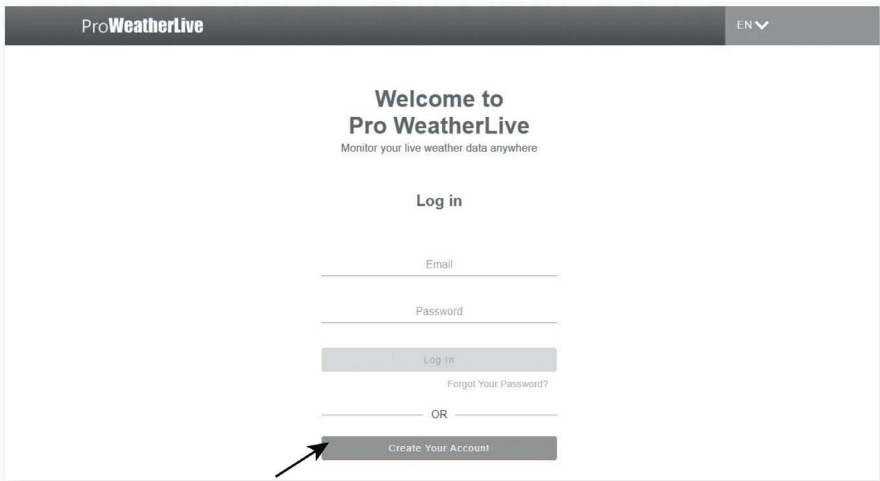 ProWeatherLive
EN
Welcome to
Pro WeatherLive
Monitor your live weather data anywhere
Log in
Email
Password
Log In
Forgot Your Password?
OR
Create Your Account